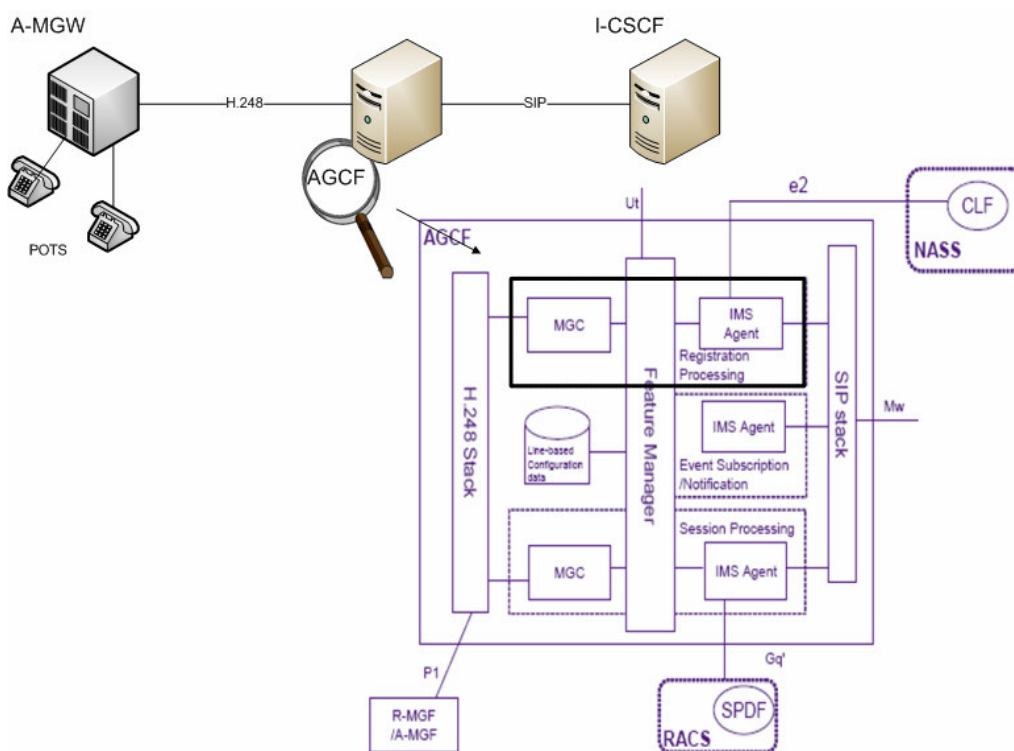 A-MGW
I-CSCF
H.248
SIP
AGCF
POTS
Ut
e2
CLF
NASS
AGCF
MGC
IMS
Agent
Registration
Processing
H.248 Stack
Feature Manager
SIP stack
Mw
Line-based
Configuration
data
IMS Agent
Event Subscription
/Notification
Session Processing
MGC
IMS Agent
P1
Gq'
R-MGF
/A-MGF
SPDF
RACS